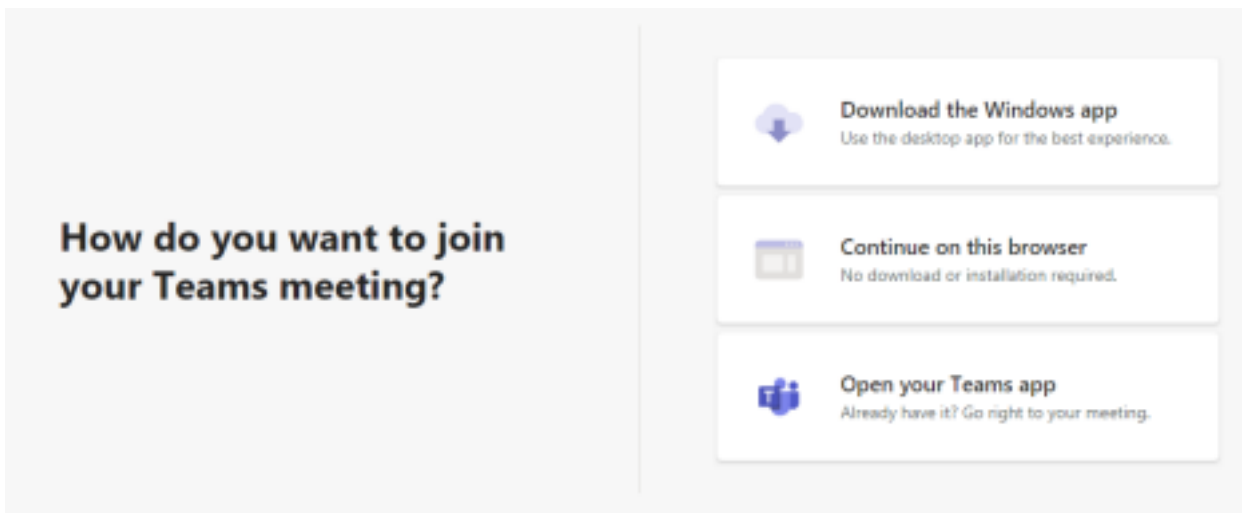 How do you want to join
your Teams meeting?
Download the Windows app
Use the desktop app for the best experience.
Continue on this browser
No download or installation required.
Open your Teams app
Already have it? Go right to your meeting.